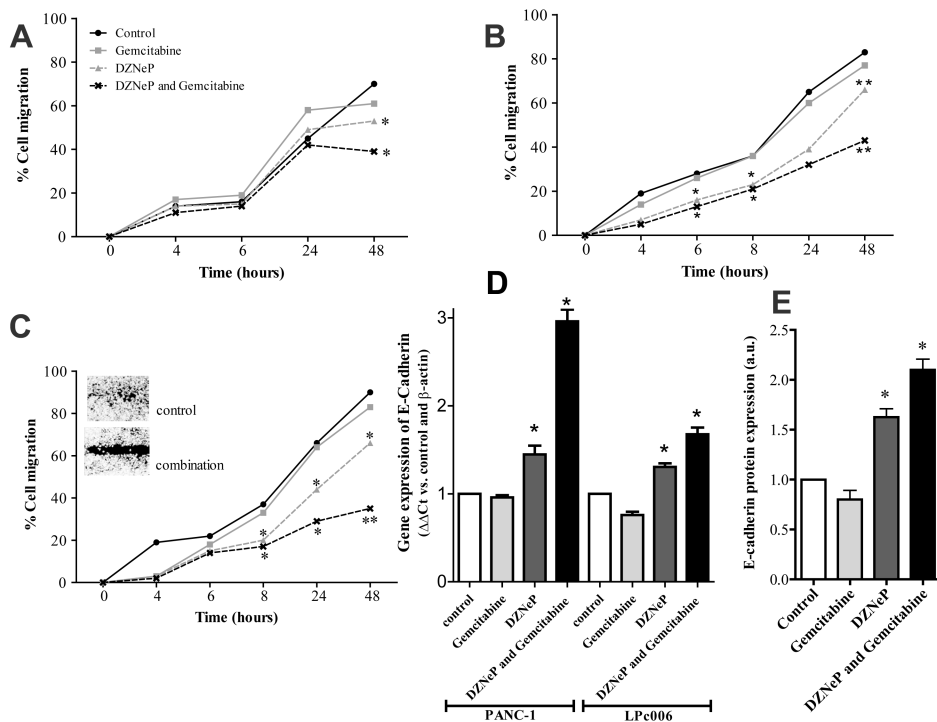 A
% Cell migration
100
80
60
40
20
0
Control
Gemcitabine
DZNeP
DZNeP and Gemcitabine
*
*
0 4 6 24 48
Time (hours)
B
% Cell migration
100
80
60
40
20
0
* * **
* * **
0 4 6 8 24 48
Time (hours)
C
% Cell migration
100
80
60
40
20
0
control
combination
* * *
* * **
0 4 6 8 24 48
Time (hours)
D
Gene expression of E-Cadherin
(ΔΔCt vs. control and β-actin)
3
2
1
0
* * * *
control
Gemcitabine
DZNeP
DZNeP and Gemcitabine
control
Gemcitabine
DZNeP
DZNeP and Gemcitabine
PANC-1
LPc006
E
E-cadherin protein expression (a.u.)
2.5
2.0
1.5
1.0
0.5
0.0
* *
Control
Gemcitabine
DZNeP
DZNeP and Gemcitabine